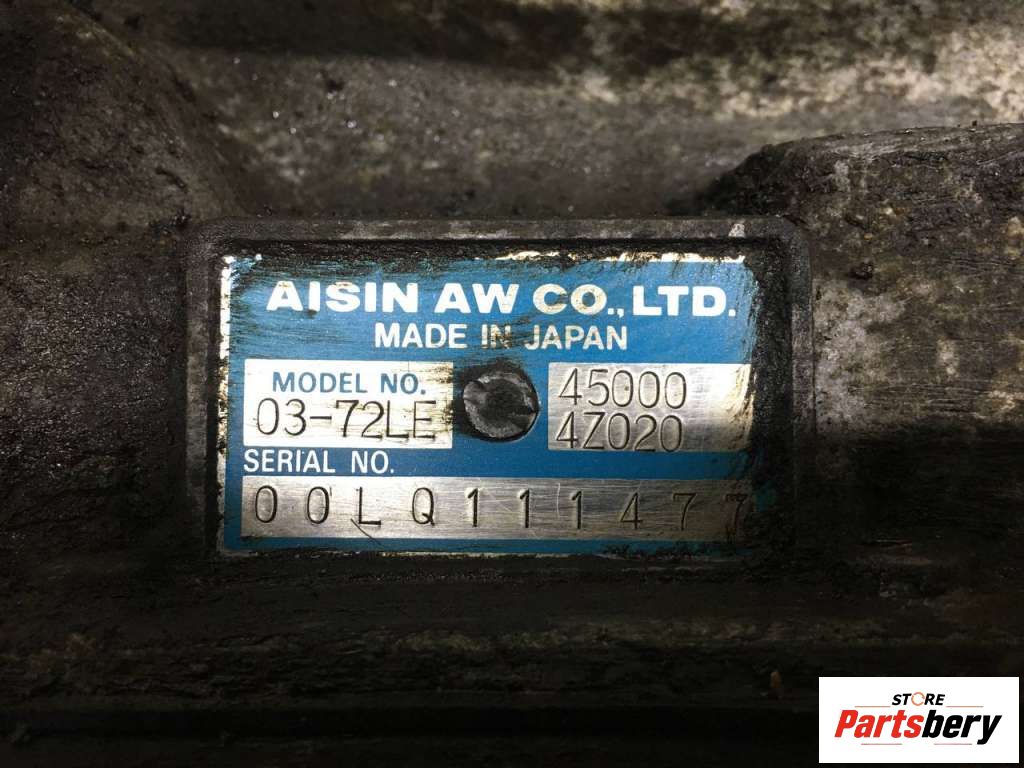 AISIN AW CO., LTD.
MADE IN JAPAN
MODEL NO.
03-72LE
45000
4Z020
SERIAL NO.
00LQ111477
STORE
Partsbery